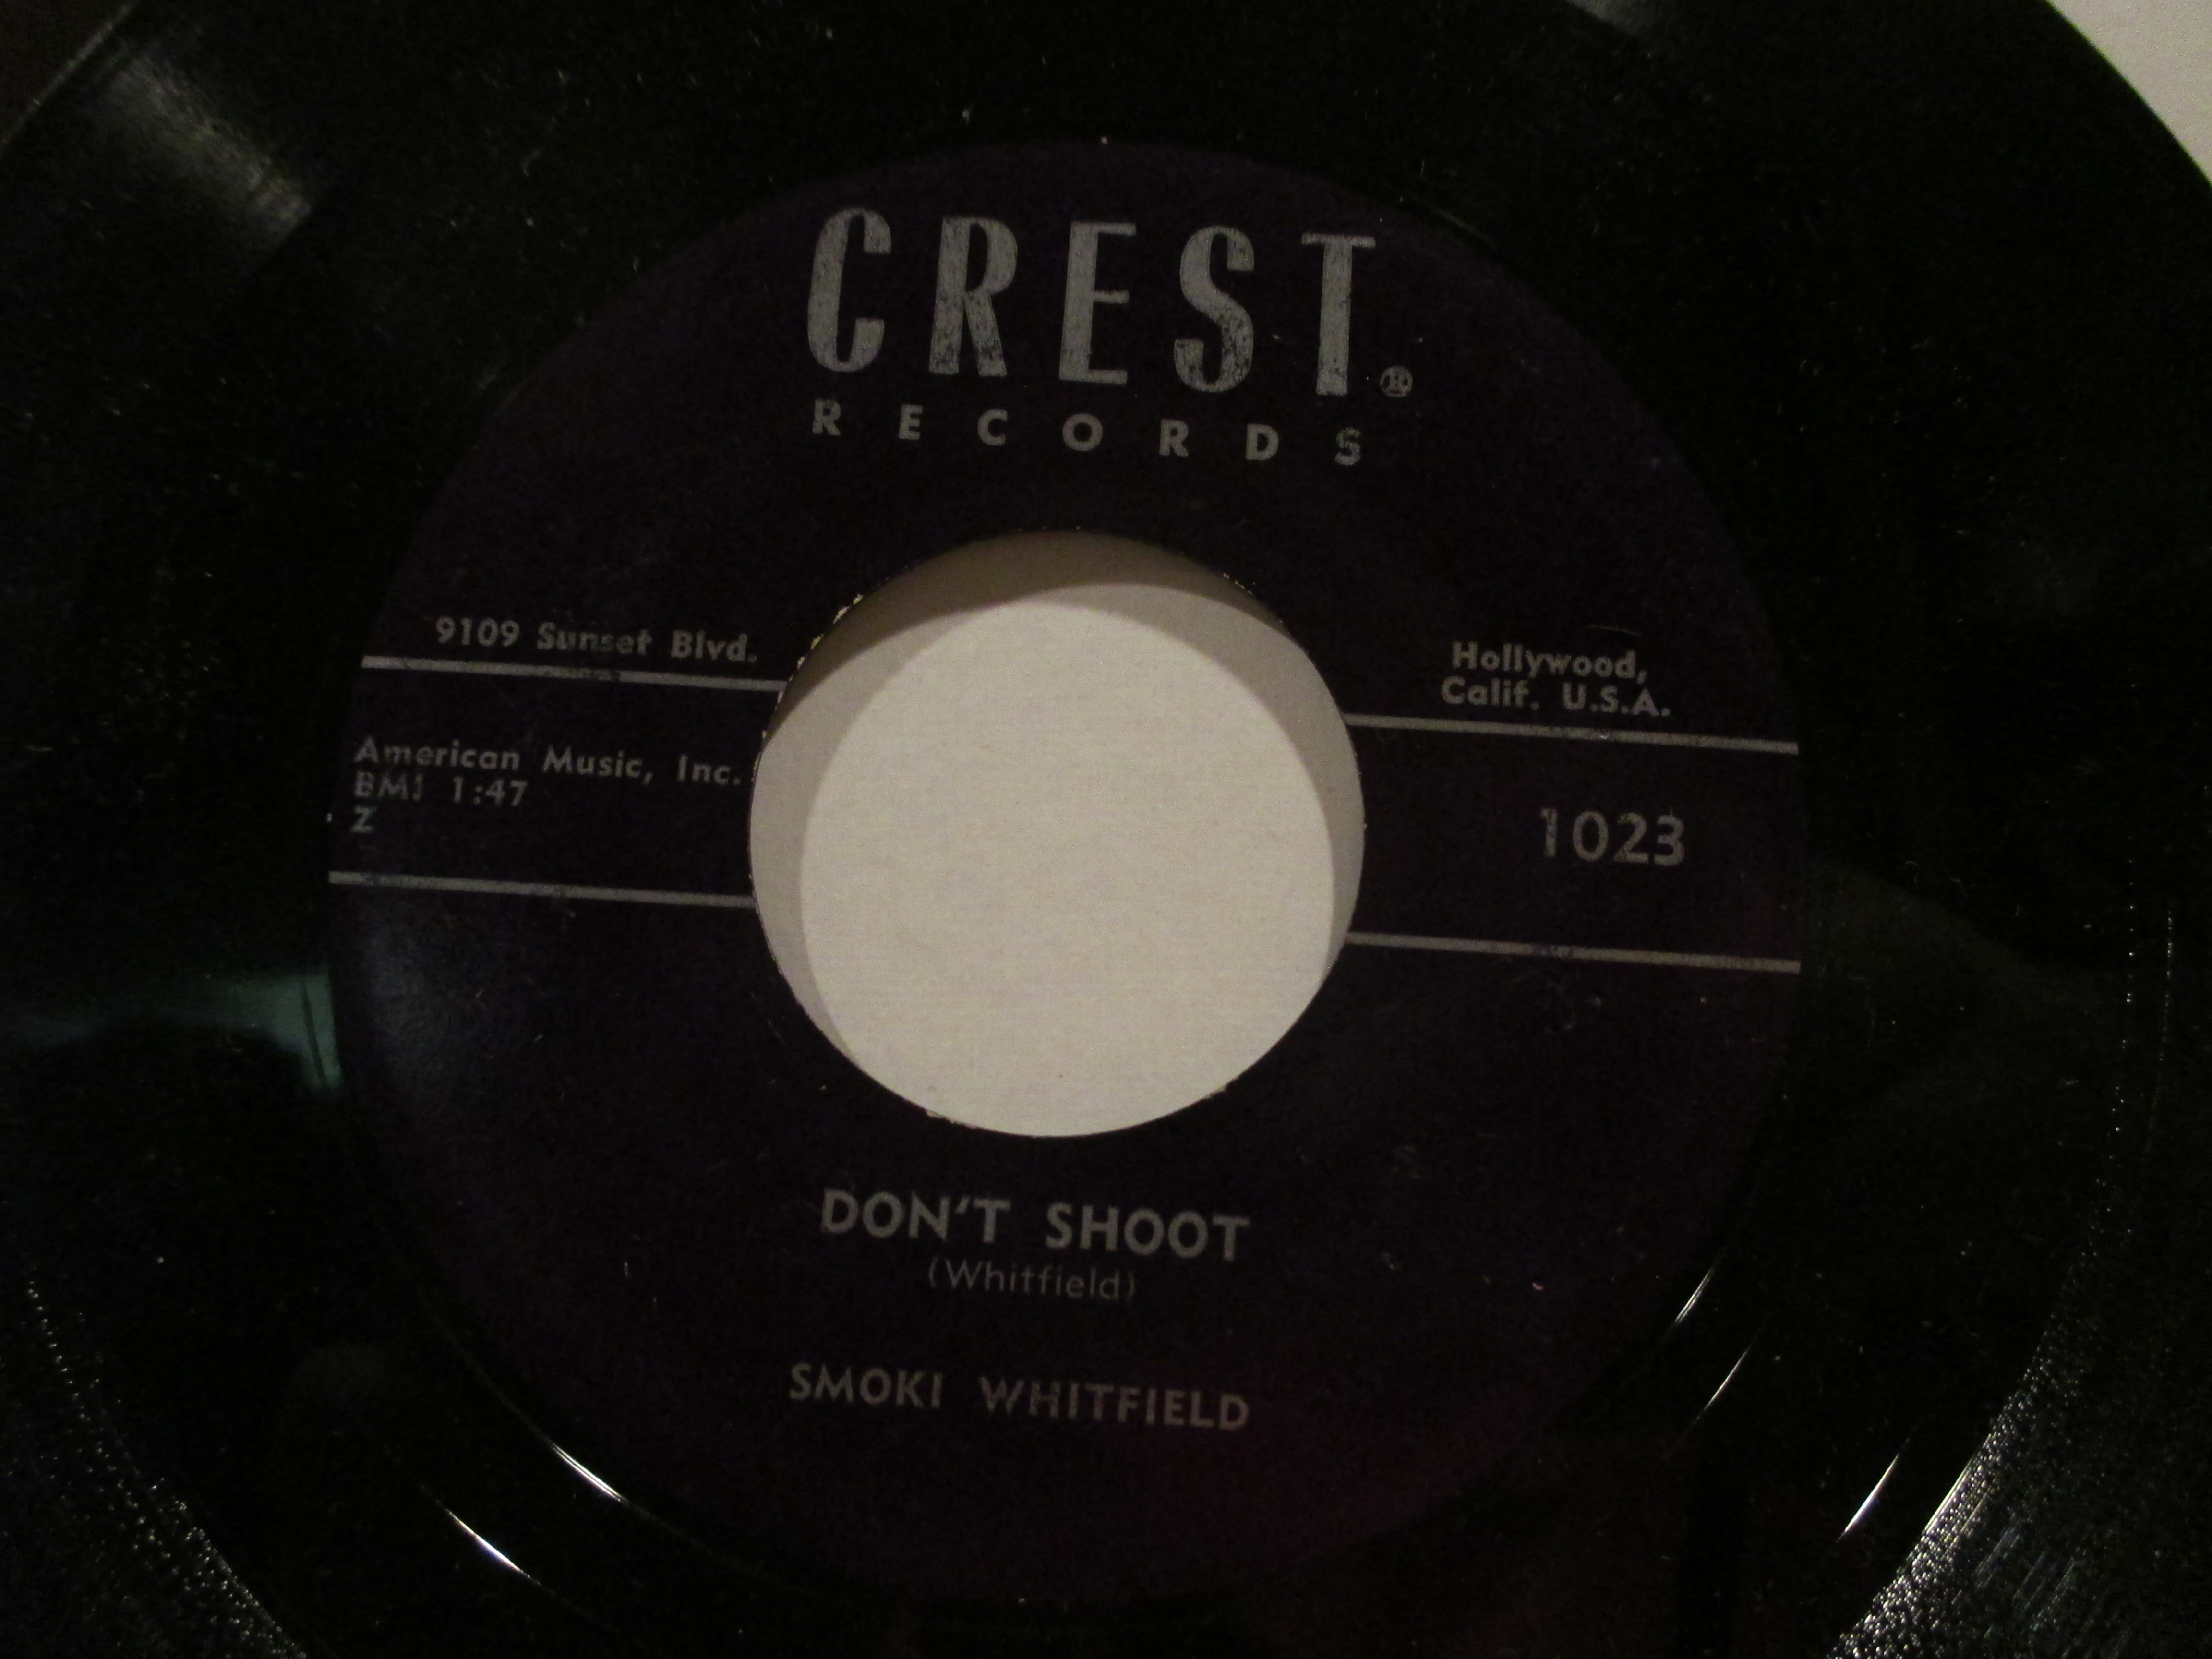 CREST®
RECORDS
9109 Sunset Blvd.
Hollywood,
Calif. U.S.A.
American Music, Inc.
BMI 1:47
Z
1023
DON'T SHOOT
(Whitfield)
SMOKI WHITFIELD